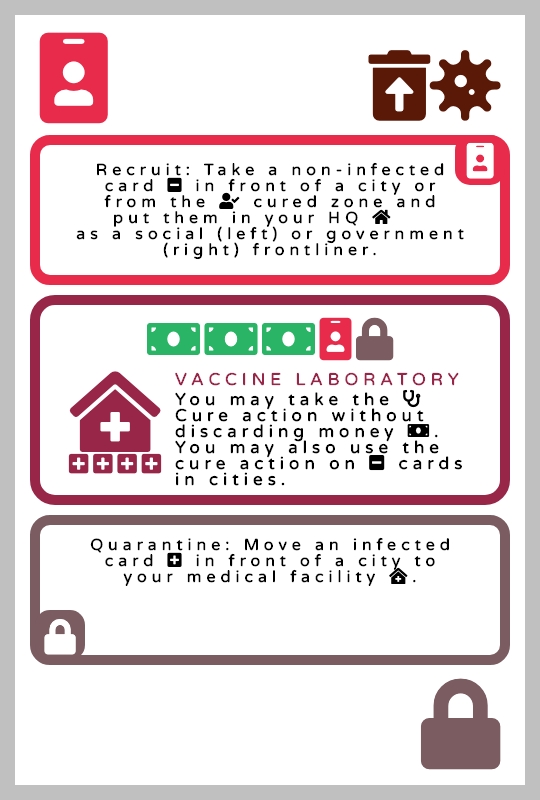 Recruit: Take a non-infected
card in front of a city or
from the cured zone and
put them in your HQ
as a social (left) or government
(right) frontliner.
VACCINE LABORATORY
You may take the
Cure action without
discarding money .
You may also use the
cure action on cards
in cities.
Quarantine: Move an infected
card in front of a city to
your medical facility .